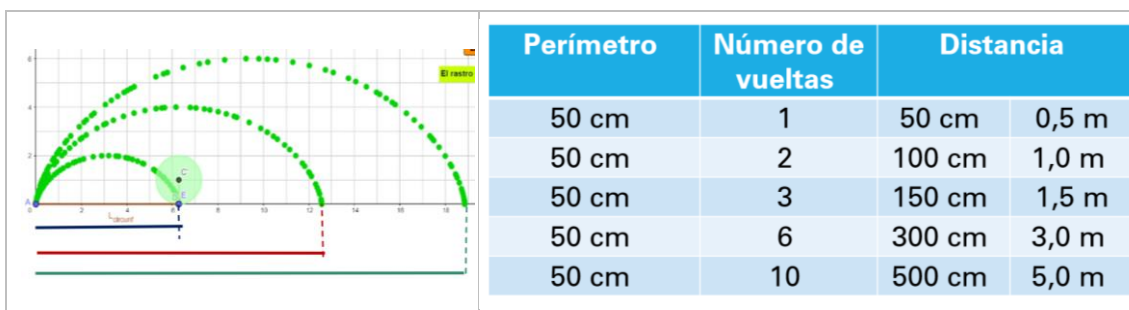 6
El rastro
4
2
C
A
E
0 2 4 6 8 10 12 14 16 18
Perímetro Número de vueltas Distancia
50 cm 1 50 cm 0,5 m
50 cm 2 100 cm 1,0 m
50 cm 3 150 cm 1,5 m
50 cm 6 300 cm 3,0 m
50 cm 10 500 cm 5,0 m